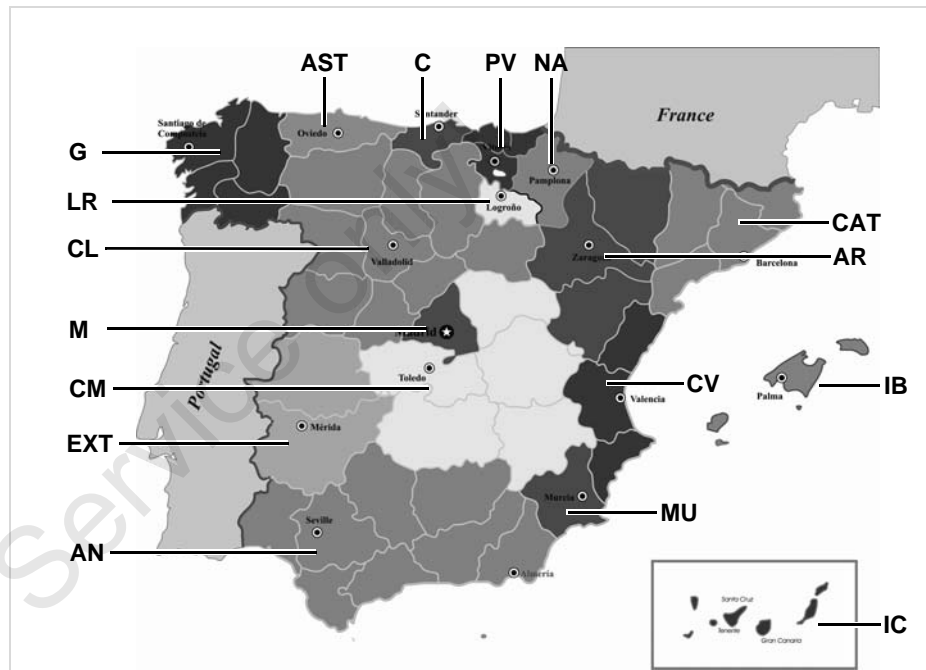 AST C PV NA
Santander
Santiago de
Compostela
Oviedo
France
G
Pamplona
LR
Logroño
CAT
CL
Valladolid
Zaragoza
AR
Barcelona
M
Madrid
Portugal
Toledo
CM
CV
IB
Palma
Valencia
EXT
Mérida
Murcia
MU
Seville
AN
Almeria
Santa Cruz
Tenerife
Gran Canaria
IC
Service only